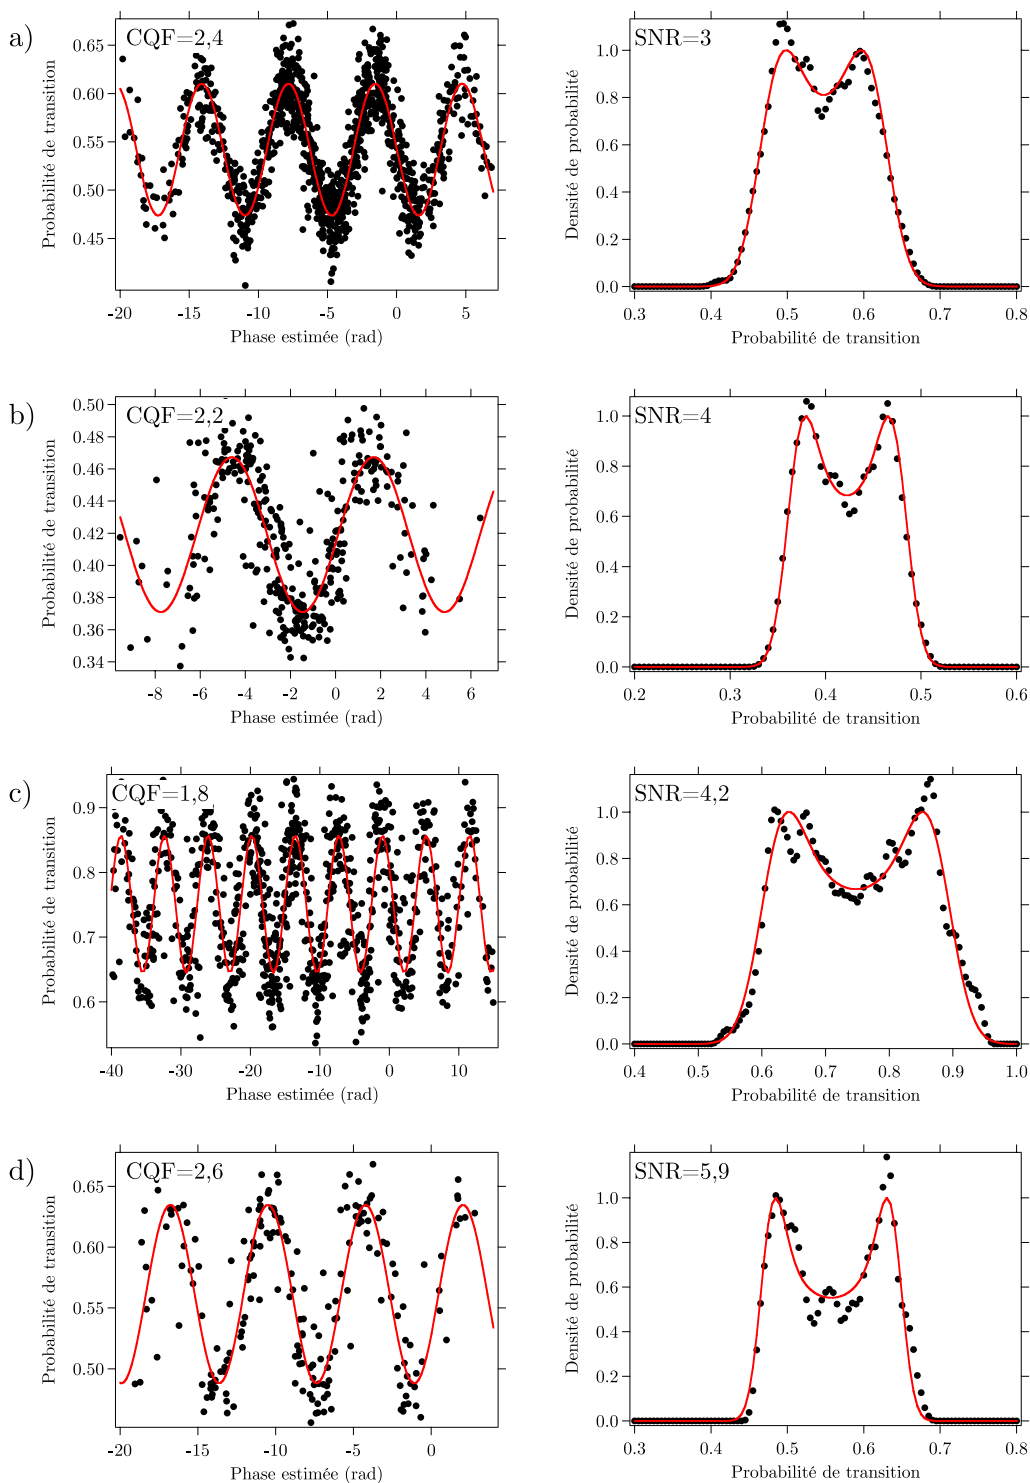 a)
CQF=2,4
Probabilité de transition
0.65
0.60
0.55
0.50
0.45
-20 -15 -10 -5 0 5
Phase estimée (rad)
SNR=3
Densité de probabilité
1.0
0.8
0.6
0.4
0.2
0.0
0.3 0.4 0.5 0.6 0.7 0.8
Probabilité de transition
b)
CQF=2,2
Probabilité de transition
0.50
0.48
0.46
0.44
0.42
0.40
0.38
0.36
0.34
-8 -6 -4 -2 0 2 4 6
Phase estimée (rad)
SNR=4
Densité de probabilité
1.0
0.8
0.6
0.4
0.2
0.0
0.2 0.3 0.4 0.5 0.6
Probabilité de transition
c)
CQF=1,8
Probabilité de transition
0.9
0.8
0.7
0.6
-40 -30 -20 -10 0 10
Phase estimée (rad)
SNR=4,2
Densité de probabilité
1.0
0.8
0.6
0.4
0.2
0.0
0.4 0.5 0.6 0.7 0.8 0.9 1.0
Probabilité de transition
d)
CQF=2,6
Probabilité de transition
0.65
0.60
0.55
0.50
-20 -15 -10 -5 0
Phase estimée (rad)
SNR=5,9
Densité de probabilité
1.0
0.8
0.6
0.4
0.2
0.0
0.3 0.4 0.5 0.6 0.7 0.8
Probabilité de transition